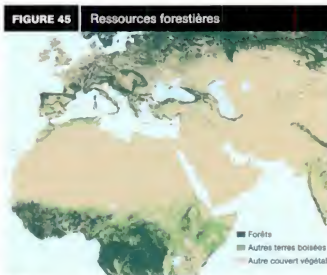 FIGURE 45
Ressources forestières
Forêts
Autres terres boisées
Autre couvert végétal